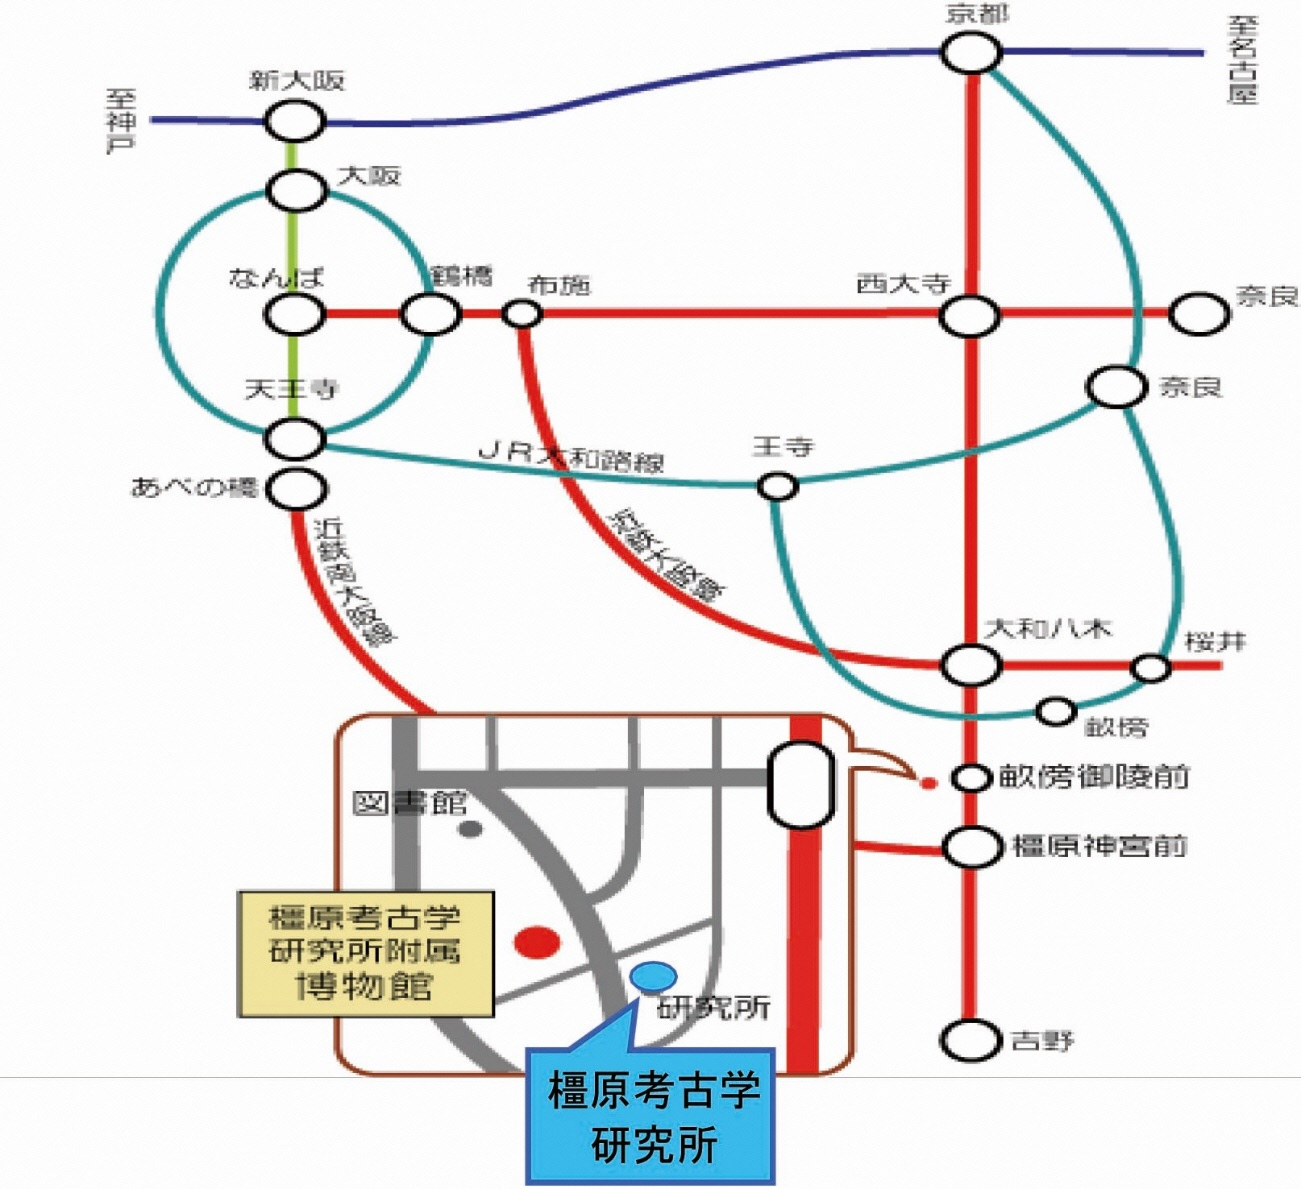 京都
至名古屋
新大阪
至神戸
大阪
なんば
鶴橋
布施
西大寺
奈良
天王寺
奈良
JR大和路線
王寺
あべの橋
近鉄南大阪線
近鉄大阪線
大和八木
桜井
畝傍
畝傍御陵前
図書館
橿原神宮前
橿原考古学
研究所附属
博物館
研究所
吉野
橿原考古学
研究所